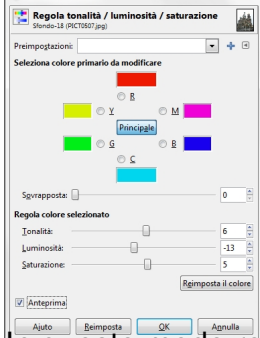 Regola tonalità / luminosità / saturazione
Sfondo-18 (PICT0507.jpg)
Preimpostazioni:
Seleziona colore primario da modificare
R
Y M
Principale
G B
C
Sovrapposta: 0
Regola colore selezionato
Tonalità: 6
Luminosità: -13
Saturazione: 5
Reimposta il colore
Anteprima
Aiuto Reimposta OK Annulla